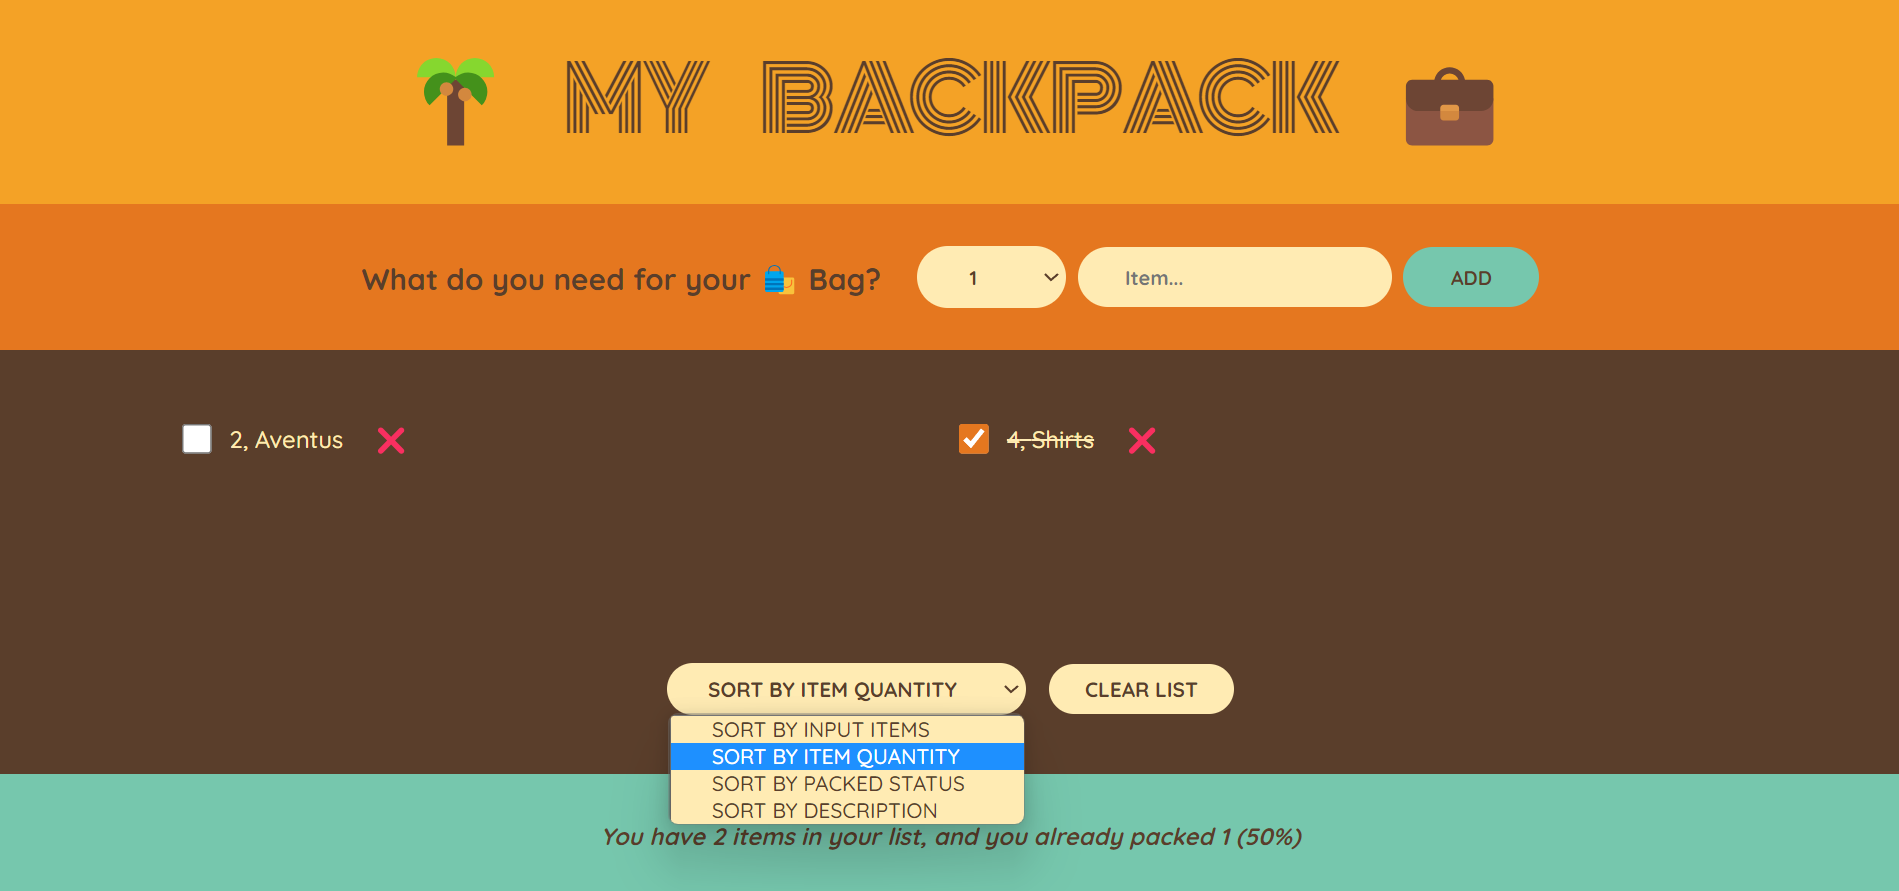 MY BACKPACK
What do you need for your Bag?
1
Item...
ADD
2, Aventus
4, Shirts
SORT BY ITEM QUANTITY
CLEAR LIST
SORT BY INPUT ITEMS
SORT BY ITEM QUANTITY
SORT BY PACKED STATUS
SORT BY DESCRIPTION
You have 2 items in your list, and you already packed 1 (50%)